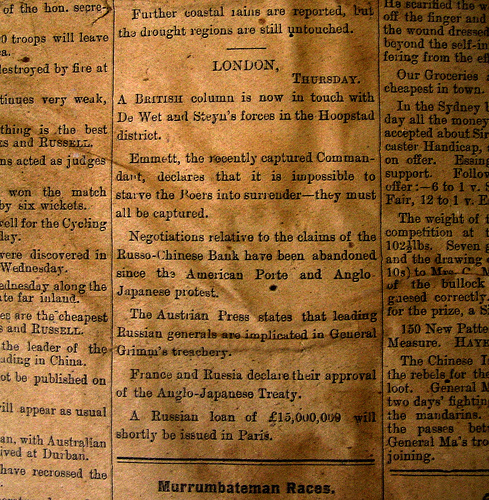 of the hon. secre-
troops will leave
destroyed by fire at
tinues very weak,
thing is the best
and RUSSELL.
ns acted as judges
won the match
by six wickets.
well for the Cycling
day.
were discovered in
Wednesday.
ednesday along the
ate far inland.
es are the cheapest
and RUSSELL.
the leader of the
ading in China.
ot be published on
ill appear as usual
an, with Australian
ived at Durban.
have recrossed the
Further coastal rains are reported, but
the drought regions are still untouched.
LONDON,
THURSDAY.
A BRITISH column is now in touch with
De Wet and Steyn's forces in the Hoopstad
district.
Emmett, the recently captured Comman-
dant, declares that it is impossible to
starve the Boers into surrender—they must
all be captured.
Negotiations relative to the claims of the
Russo-Chinese Bank have been abandoned
since the American Porte and Anglo-
Japanese protest.
The Austrian Press states that leading
Russian generals are implicated in General
Grimm's treachery.
France and Russia declare their approval
of the Anglo-Japanese Treaty.
A Russian loan of £15,000,000 will
shortly be issued in Paris.
Murrumbateman Races.
He scarified the w
off the finger and
the wound dressed
beyond the self-in
fering from the eff
Our Groceries
cheapest in town.
In the Sydney
day all the money
accepted about Sir
caster Handicap,
on offer. Essing
support. Follow
offer:—6 to 1 v. S
Fair, 12 to 1 v. E
The weight of
competition at
102½lbs. Seven
and the drawing
10s) to Mrs. C. M
of the bullock
guessed correctly.
for the prize, a Si
150 New Patte
Measure. HAYE
The Chinese I
the rebels for the
loot. General M
two days' fighting
the mandarins.
the passes bet
General Ma's tro
joining.